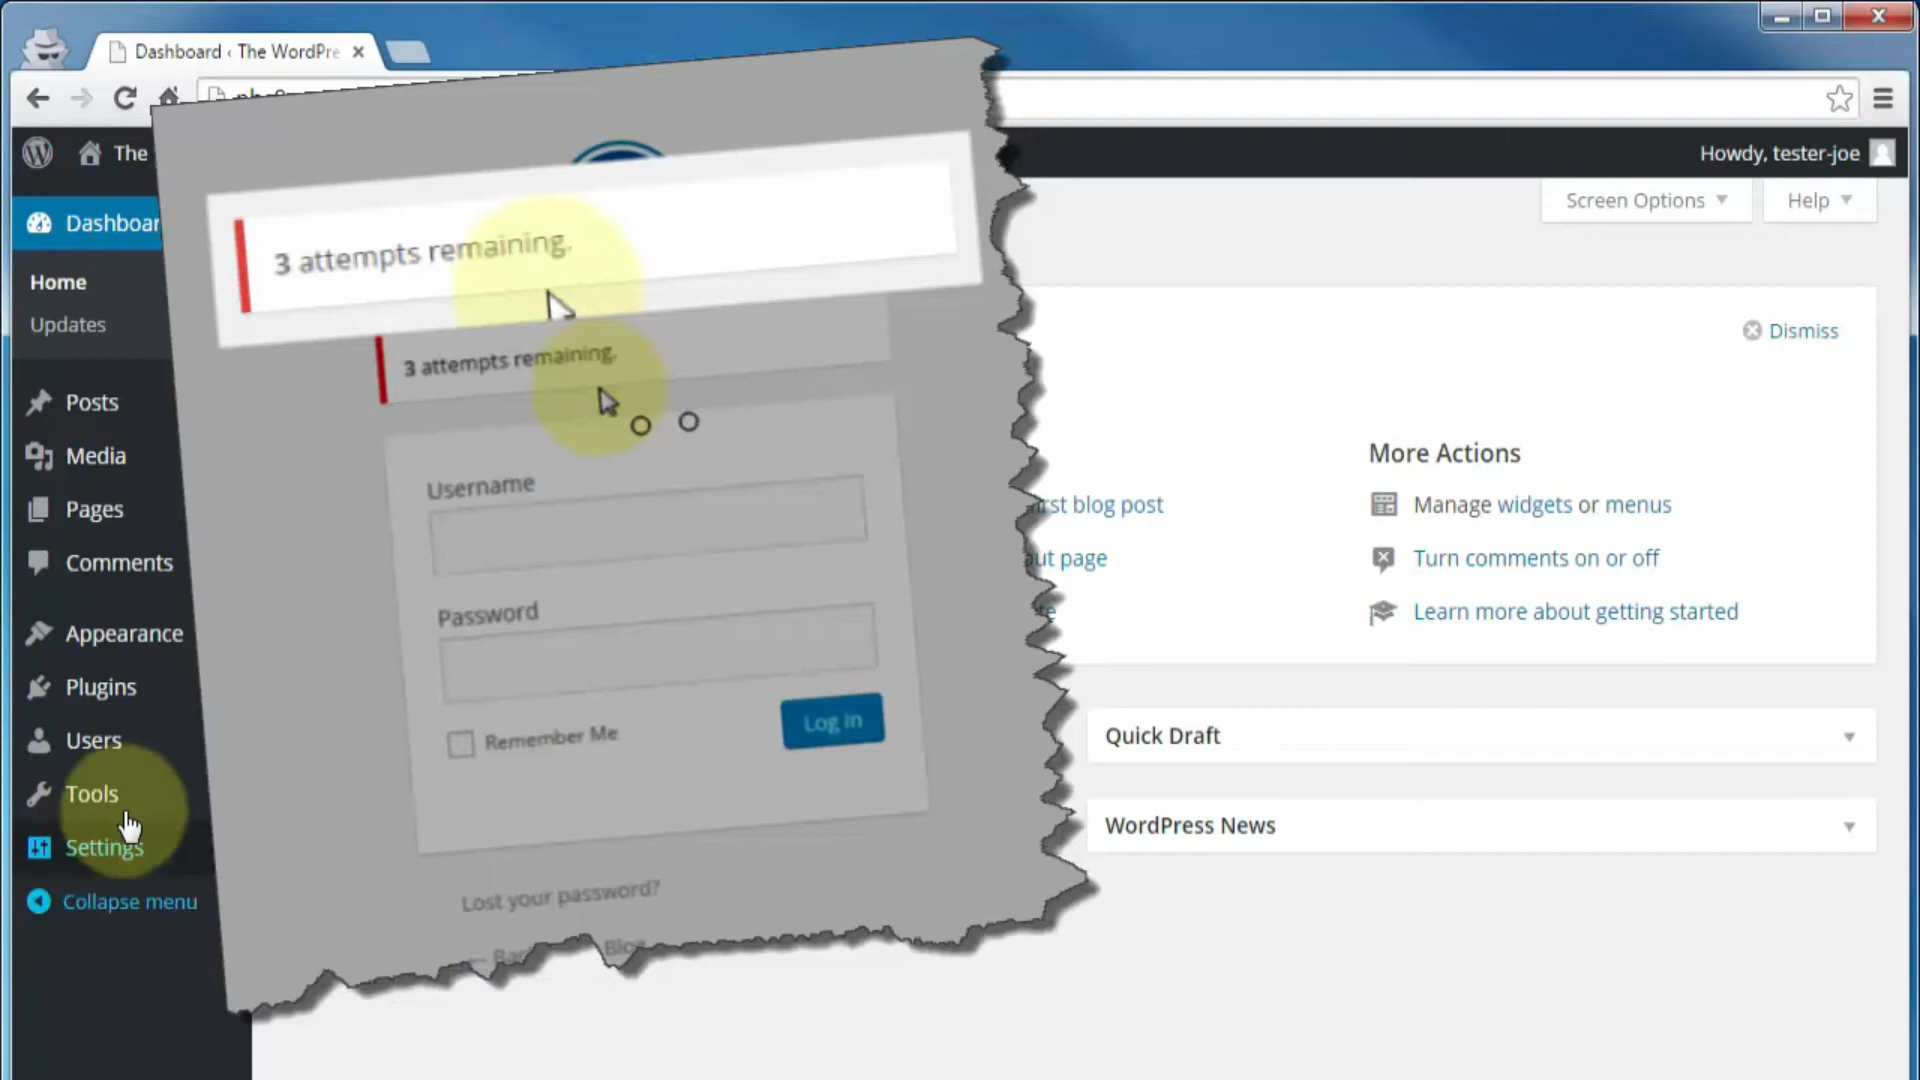 Dashboard ‹ The WordPre
The
Howdy, tester-joe
Screen Options
Help
Dashboar
Home
Updates
Posts
Media
Pages
Comments
Appearance
Plugins
Users
Tools
Settings
Collapse menu
3 attempts remaining.
3 attempts remaining.
Username
Password
Remember Me
Log In
Lost your password?
Blog
Dismiss
irst blog post
out page
More Actions
Manage widgets or menus
Turn comments on or off
Learn more about getting started
Quick Draft
WordPress News